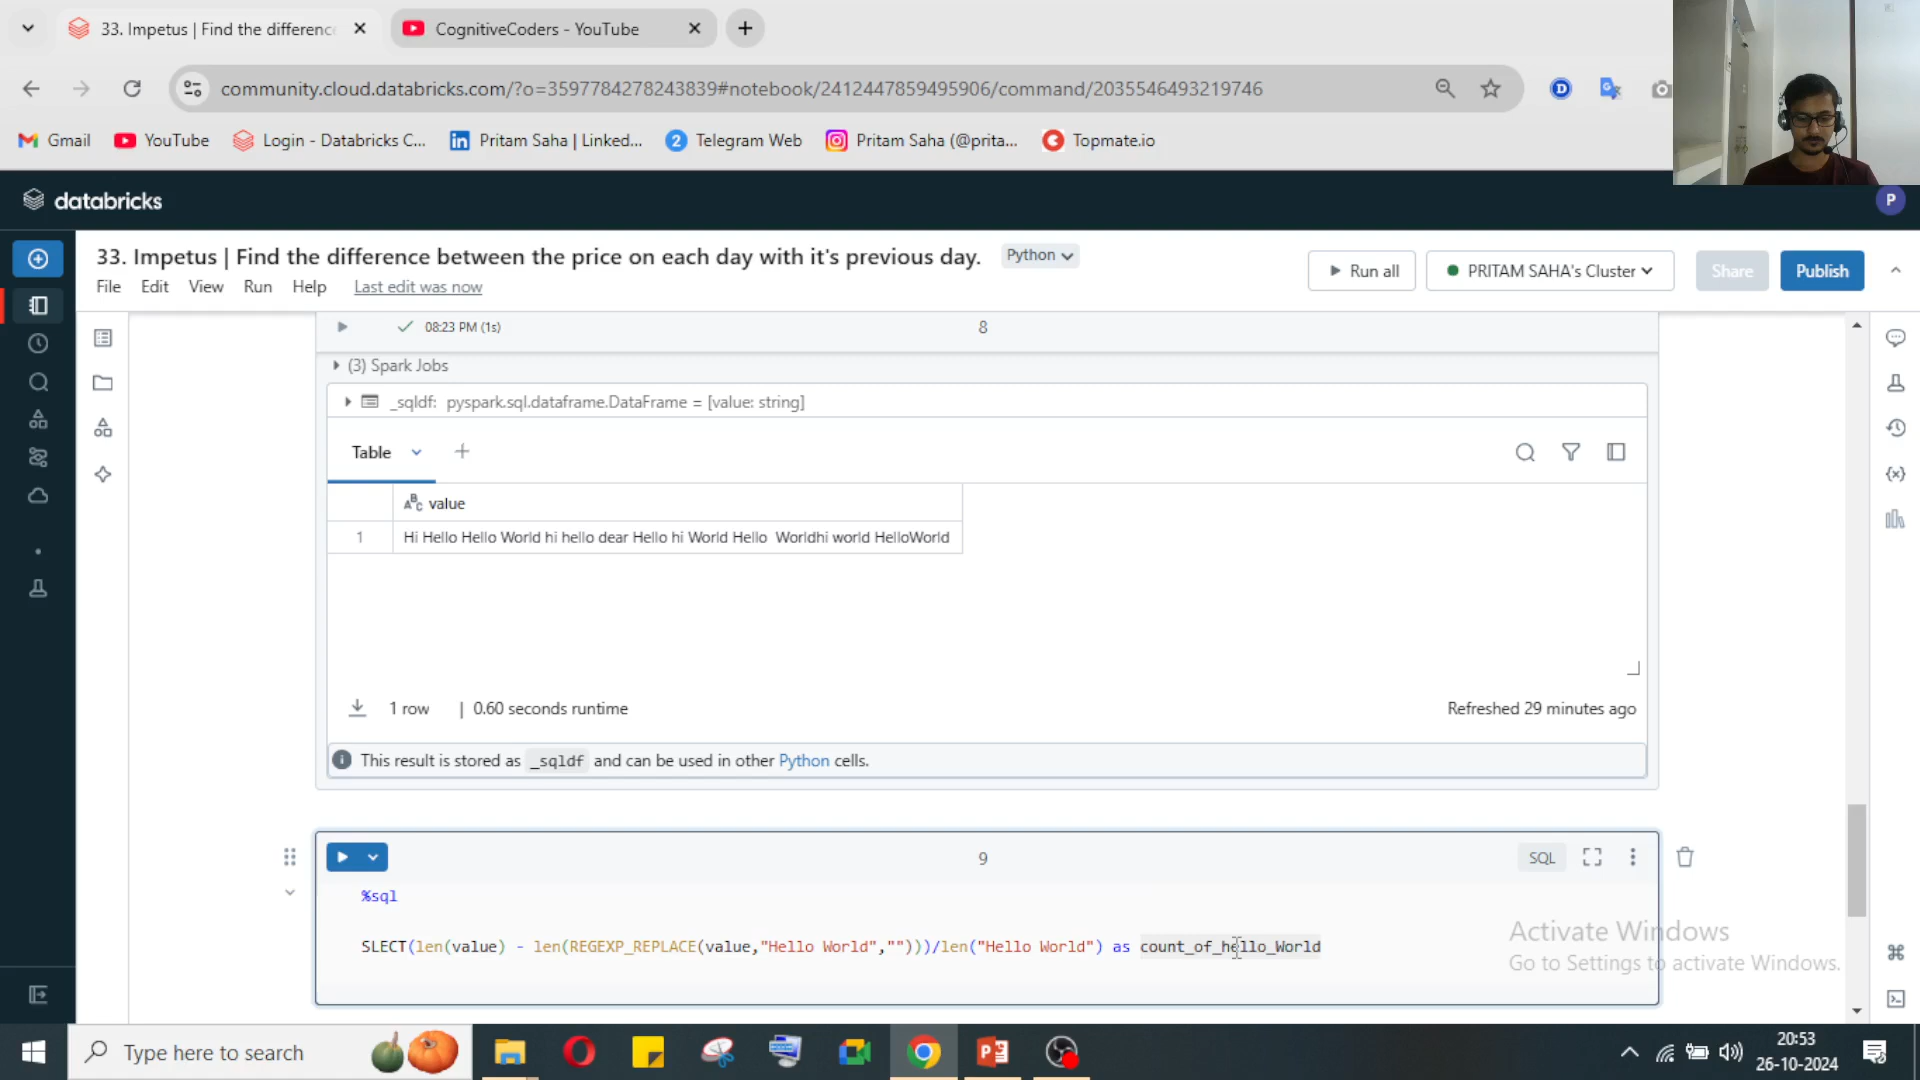 33. Impetus | Find the difference
CognitiveCoders - YouTube
community.cloud.databricks.com/?o=3597784278243839#notebook/2412447859495906/command/2035546493219746
Gmail
YouTube
Login - Databricks C...
Pritam Saha | Linked...
2
Telegram Web
Pritam Saha (@prita...
Topmate.io
databricks
P
33. Impetus | Find the difference between the price on each day with it's previous day.
Python
Run all
PRITAM SAHA's Cluster
Share
Publish
File Edit View Run Help Last edit was now
08:23 PM (1s)
8
(3) Spark Jobs
_sqldf: pyspark.sql.dataframe.DataFrame = [value: string]
Table
ABC value
1 Hi Hello Hello World hi hello dear Hello hi World Hello  Worldhi world HelloWorld
1 row | 0.60 seconds runtime
Refreshed 29 minutes ago
This result is stored as _sqldf and can be used in other Python cells.
9
SQL
%sql
SLECT(len(value) - len(REGEXP_REPLACE(value,"Hello World","")))/len("Hello World") as count_of_hello_World
Activate Windows
Go to Settings to activate Windows.
Type here to search
20:53
26-10-2024